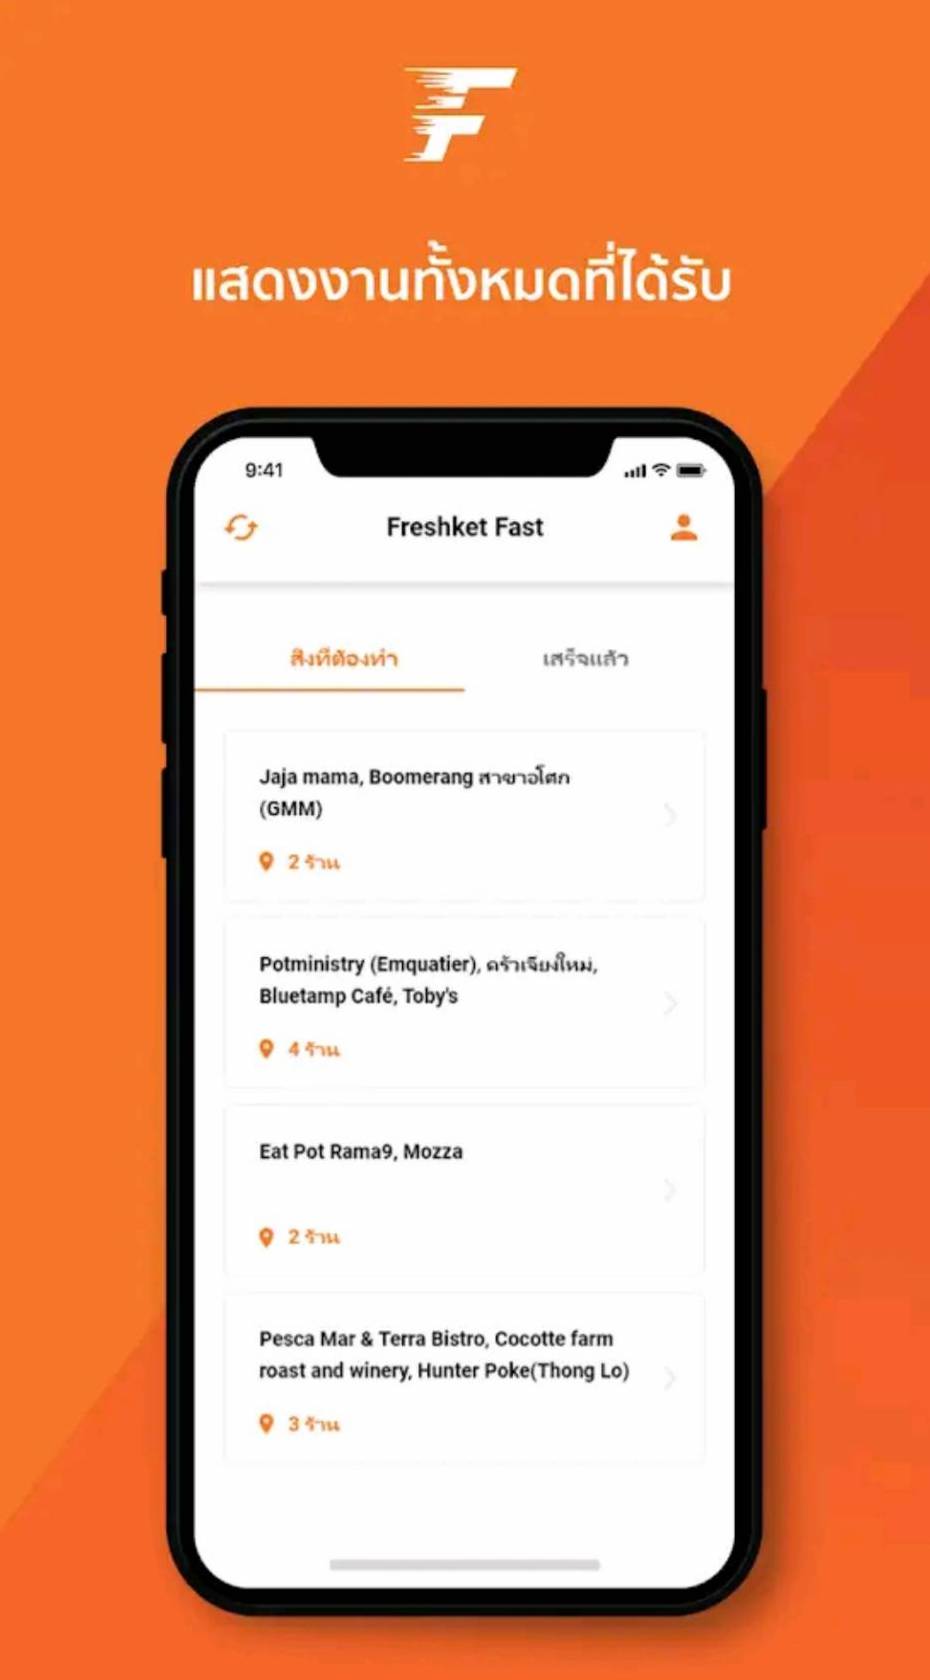 แสดงงานทั้งหมดที่ได้รับ
9:41
Freshket Fast
สิ่งที่ต้องทำ เสร็จแล้ว
Jaja mama, Boomerang สาขาอโศก
(GMM)
2 ร้าน
Potministry (Emquatier), ครัวเจียงใหม่,
Bluetamp Café, Toby's
4 ร้าน
Eat Pot Rama9, Mozza
2 ร้าน
Pesca Mar & Terra Bistro, Cocotte farm
roast and winery, Hunter Poke(Thong Lo)
3 ร้าน